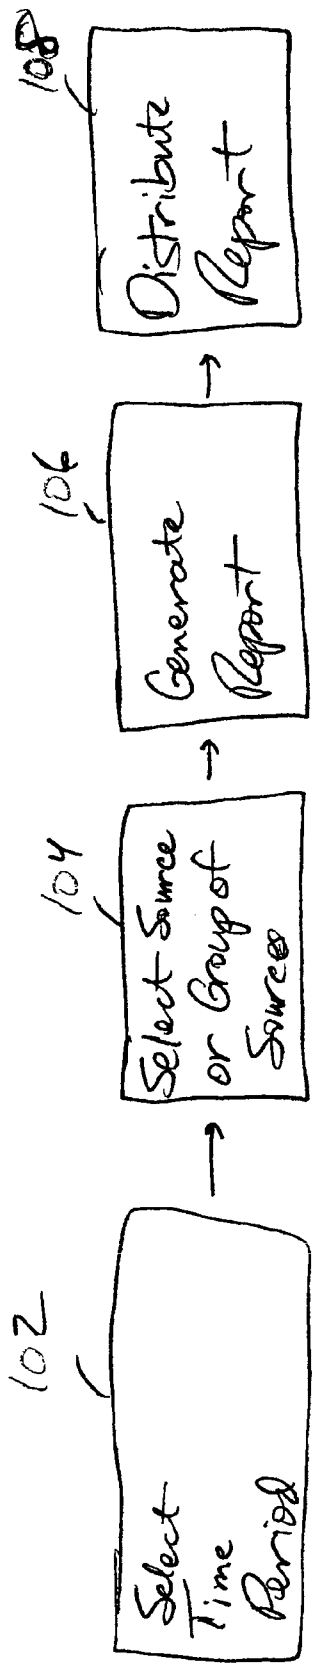 102
Select
Time
Period
104
Select Source
or Group of
Sources
106
Generate
Report
108
Distribute
Report